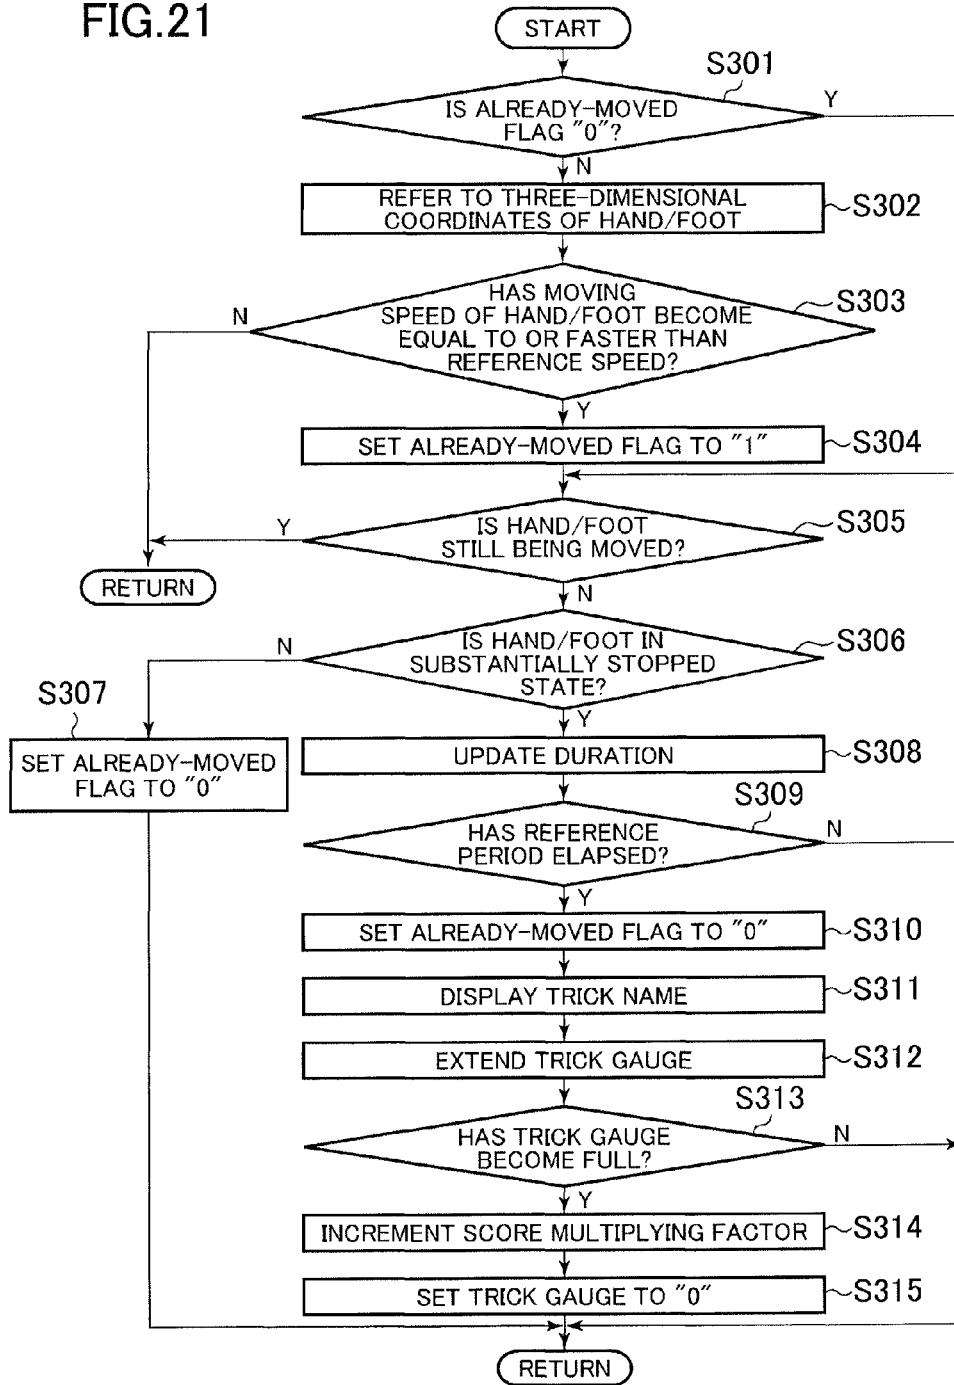 FIG.21
START
S301
IS ALREADY-MOVED
FLAG "0"?
Y
N
REFER TO THREE-DIMENSIONAL
COORDINATES OF HAND/FOOT
S302
HAS MOVING
SPEED OF HAND/FOOT BECOME
EQUAL TO OR FASTER THAN
REFERENCE SPEED?
S303
N
Y
SET ALREADY-MOVED FLAG TO "1"
S304
IS HAND/FOOT
STILL BEING MOVED?
S305
Y
RETURN
N
IS HAND/FOOT IN
SUBSTANTIALLY STOPPED
STATE?
S306
N
Y
S307
SET ALREADY-MOVED
FLAG TO "0"
UPDATE DURATION
S308
S309
HAS REFERENCE
PERIOD ELAPSED?
N
Y
SET ALREADY-MOVED FLAG TO "0"
S310
DISPLAY TRICK NAME
S311
EXTEND TRICK GAUGE
S312
S313
HAS TRICK GAUGE
BECOME FULL?
N
Y
INCREMENT SCORE MULTIPLYING FACTOR
S314
SET TRICK GAUGE TO "0"
S315
RETURN